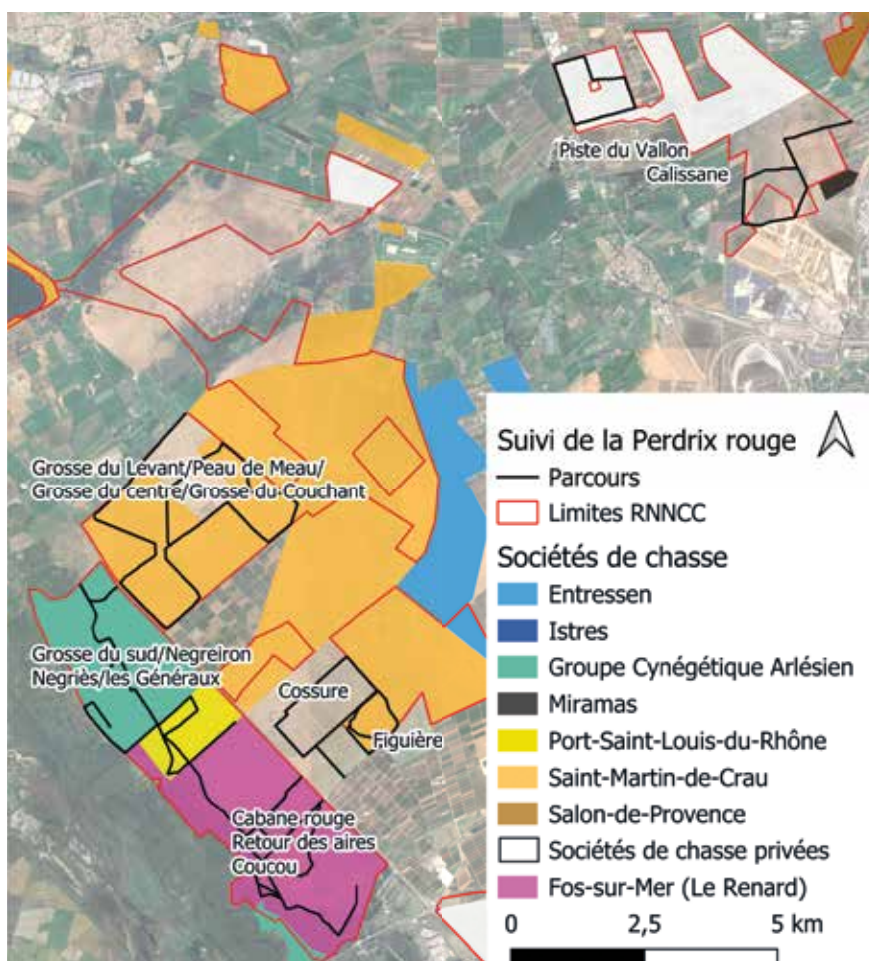 Piste du Vallon
Calissane
Grosse du Levant/Peau de Meau/
Grosse du centre/Grosse du Couchant
Grosse du sud/Negreiron
Negriès/les Généraux
Cossure
Figuière
Cabane rouge
Retour des aires
Coucou
Suivi de la Perdrix rouge
Parcours
Limites RNNCC
Sociétés de chasse
Entressen
Istres
Groupe Cynégétique Arlésien
Miramas
Port-Saint-Louis-du-Rhône
Saint-Martin-de-Crau
Salon-de-Provence
Sociétés de chasse privées
Fos-sur-Mer (Le Renard)
0 2,5 5 km